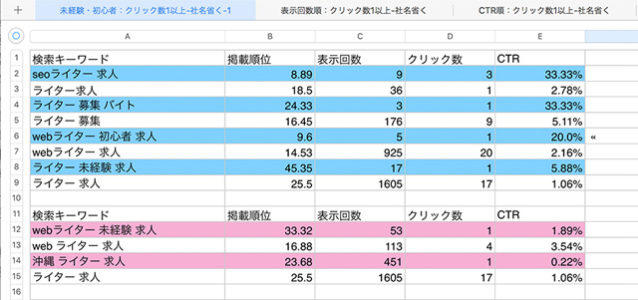 未経験・初心者：クリック数1以上-社名省く-1 表示回数順：クリック数1以上-社名省く CTR順：クリック数1以上-社名省く
A B C D E
1 検索キーワード 掲載順位 表示回数 クリック数 CTR
2 seoライター 求人 8.89 9 3 33.33%
3 ライター求人 18.5 36 1 2.78%
4 ライター 募集 バイト 24.33 3 1 33.33%
5 ライター 募集 16.45 176 9 5.11%
6 webライター 初心者 求人 9.6 5 1 20.0% «
7 webライター 求人 14.53 925 20 2.16%
8 ライター 未経験 求人 45.35 17 1 5.88%
9 ライター 求人 25.5 1605 17 1.06%
10
11 検索キーワード 掲載順位 表示回数 クリック数 CTR
12 webライター 未経験 求人 33.32 53 1 1.89%
13 web ライター 求人 16.88 113 4 3.54%
14 沖縄 ライター 求人 23.68 451 1 0.22%
15 ライター 求人 25.5 1605 17 1.06%
16